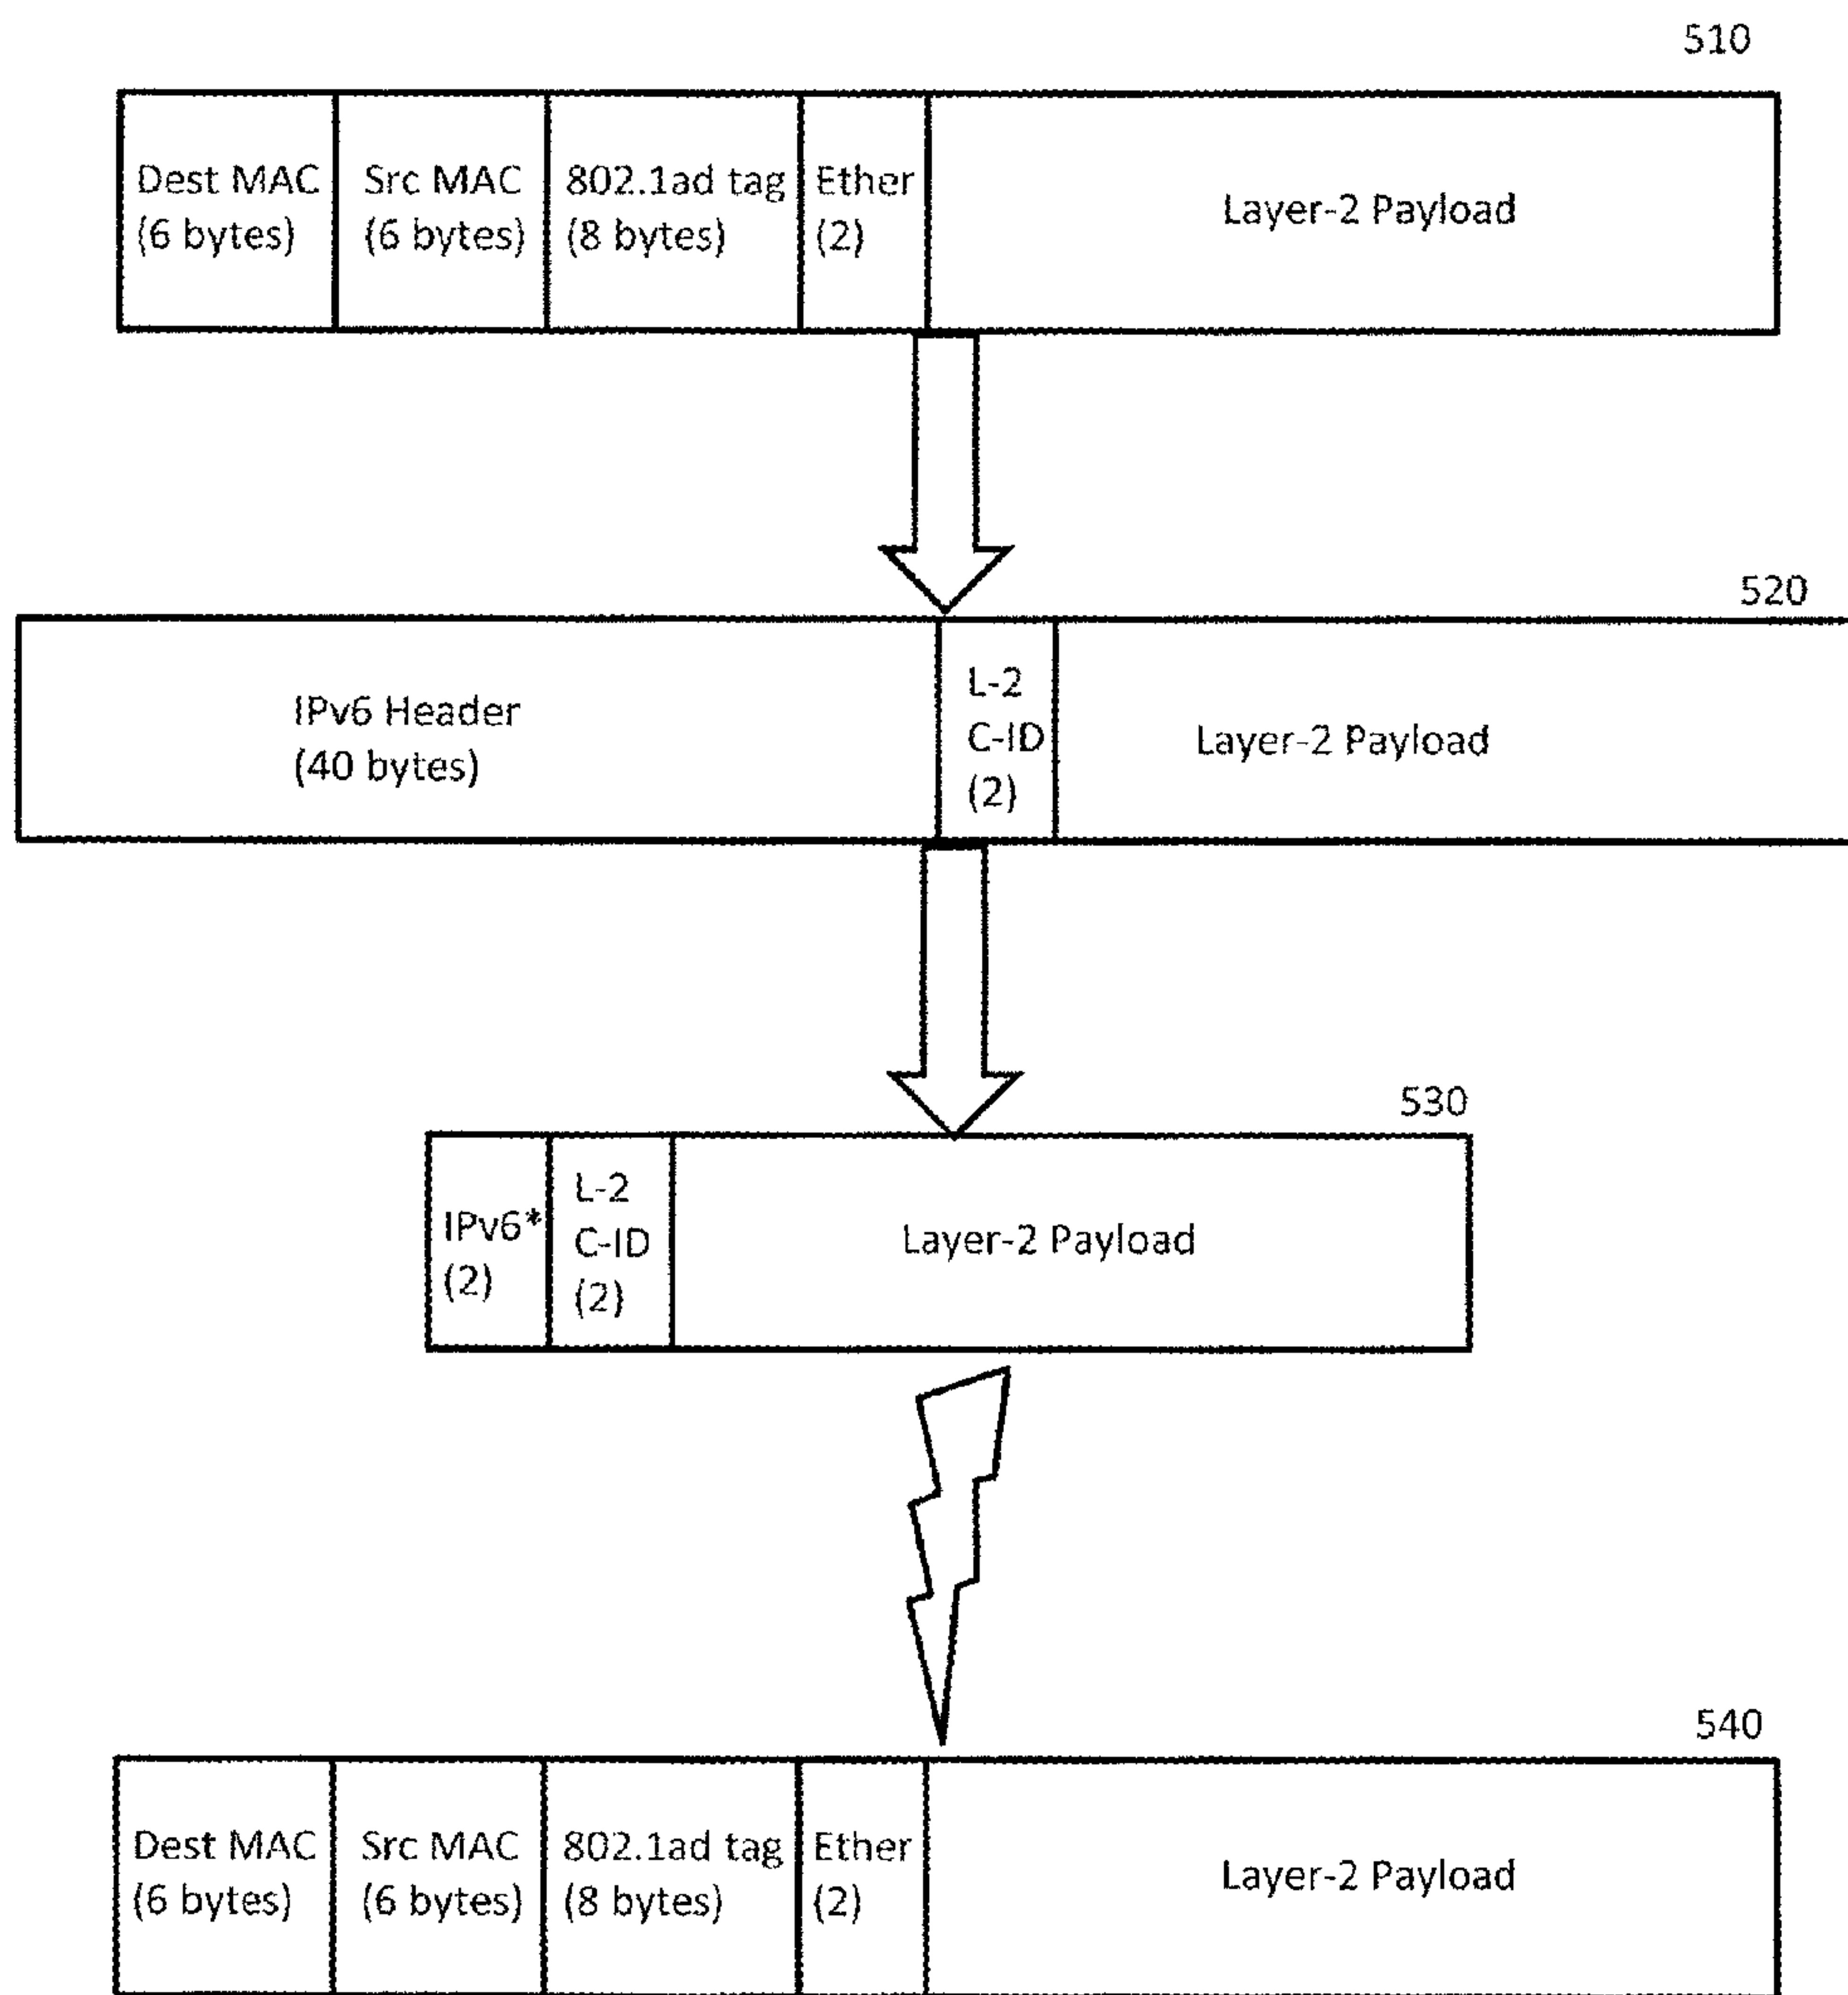 510
Dest MAC
(6 bytes)
Src MAC
(6 bytes)
802.1ad tag
(8 bytes)
Ether
(2)
Layer-2 Payload
520
IPv6 Header
(40 bytes)
L-2
C-ID
(2)
Layer-2 Payload
530
IPv6*
(2)
L-2
C-ID
(2)
Layer-2 Payload
540
Dest MAC
(6 bytes)
Src MAC
(6 bytes)
802.1ad tag
(8 bytes)
Ether
(2)
Layer-2 Payload